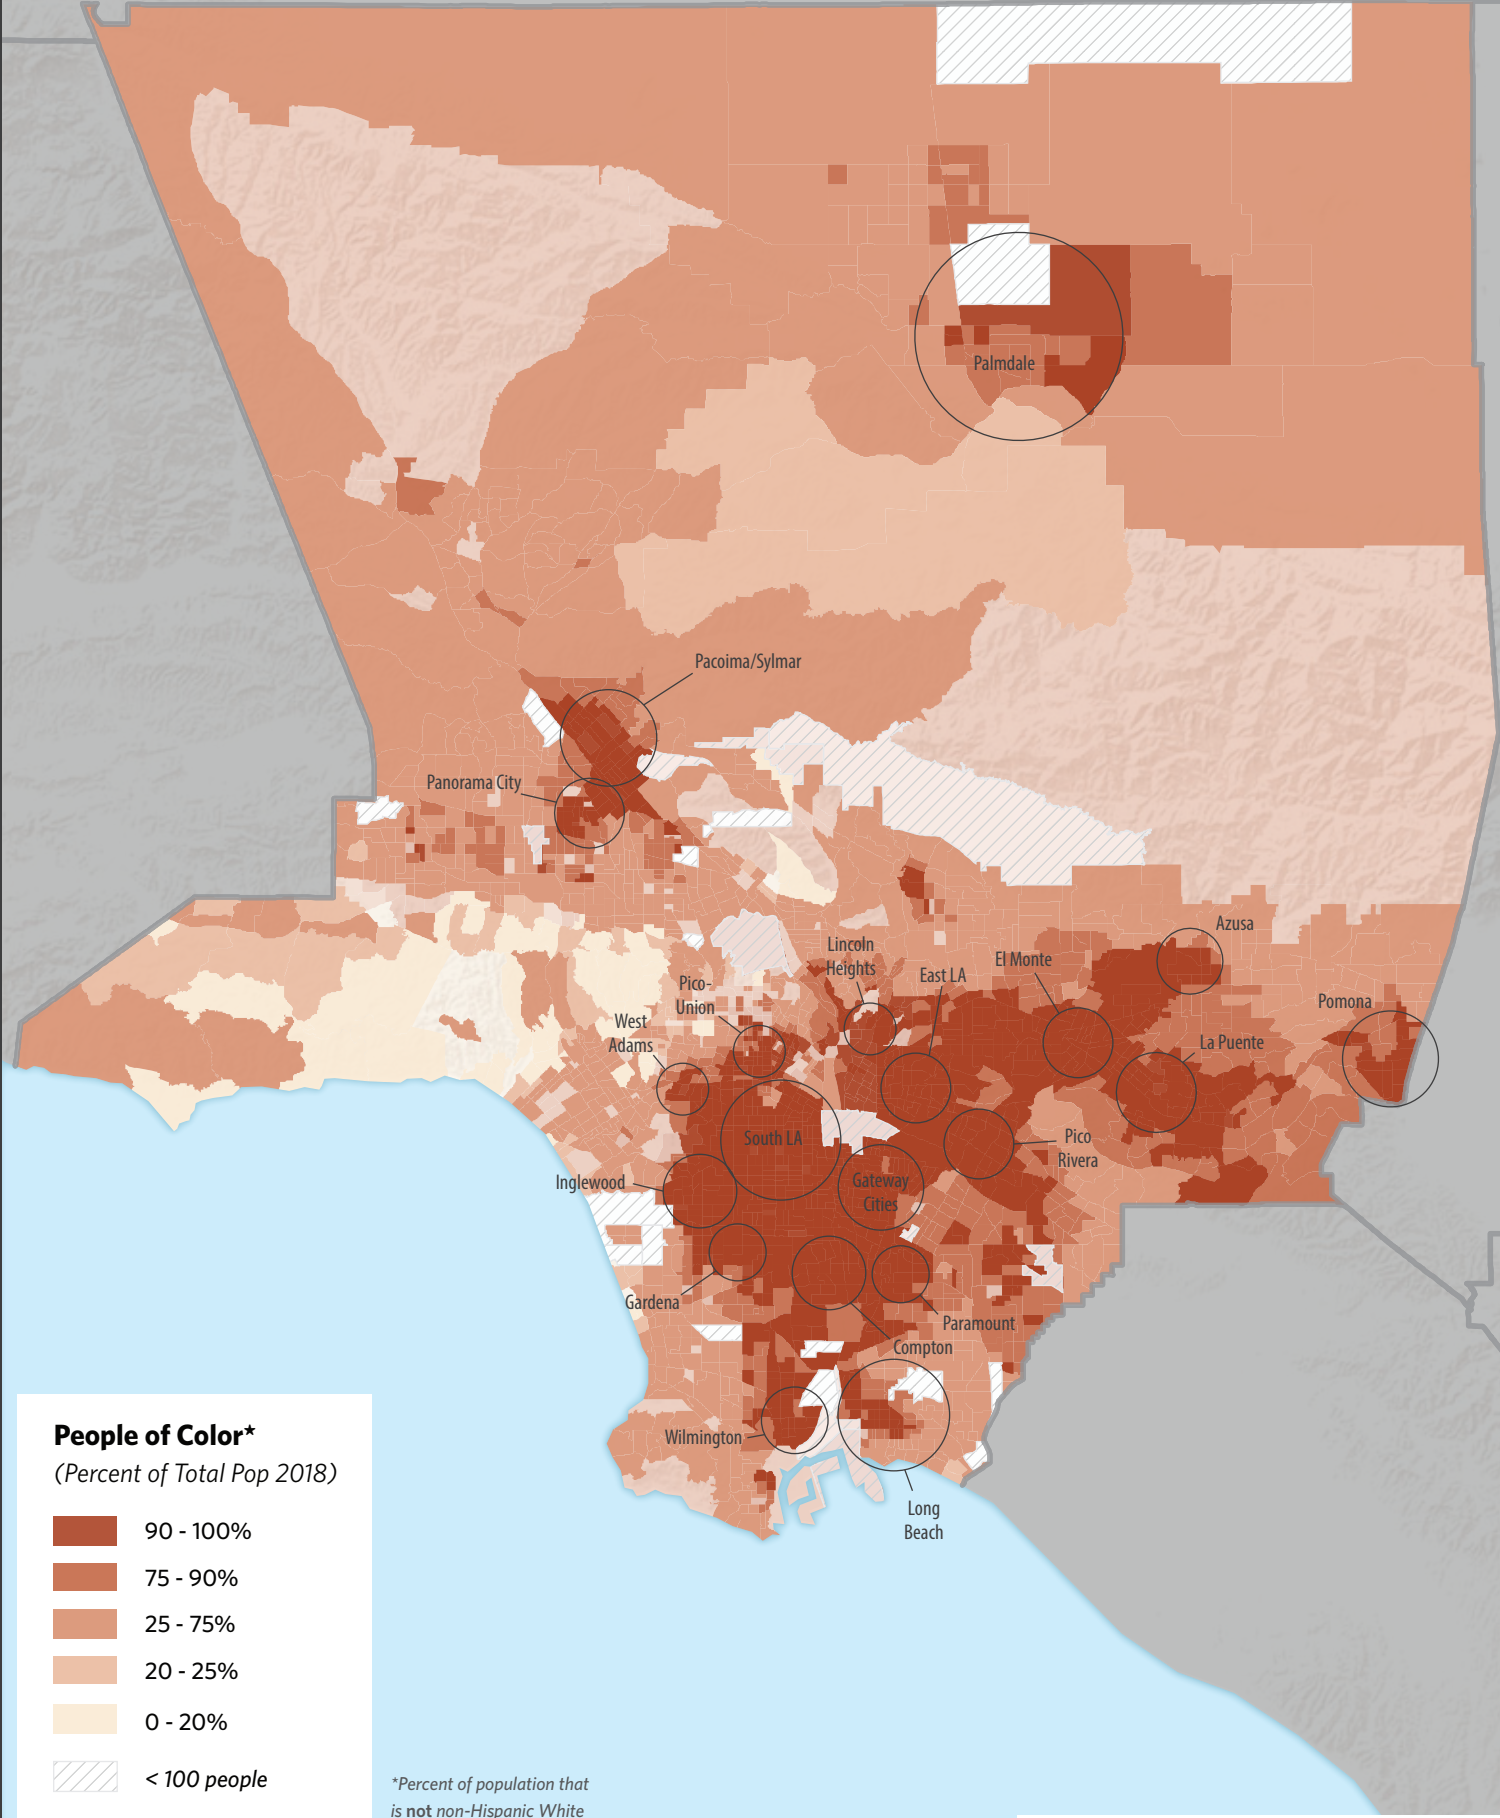 Palmdale
Pacoima/Sylmar
Panorama City
Azusa
Lincoln
Heights
El Monte
East LA
Pico-
Union
Pomona
West
Adams
La Puente
South LA
Pico
Rivera
Inglewood
Gateway
Cities
Gardena
Paramount
Compton
Wilmington
Long
Beach
People of Color*
(Percent of Total Pop 2018)
90 - 100%
75 - 90%
25 - 75%
20 - 25%
0 - 20%
< 100 people
*Percent of population that
is not non-Hispanic White